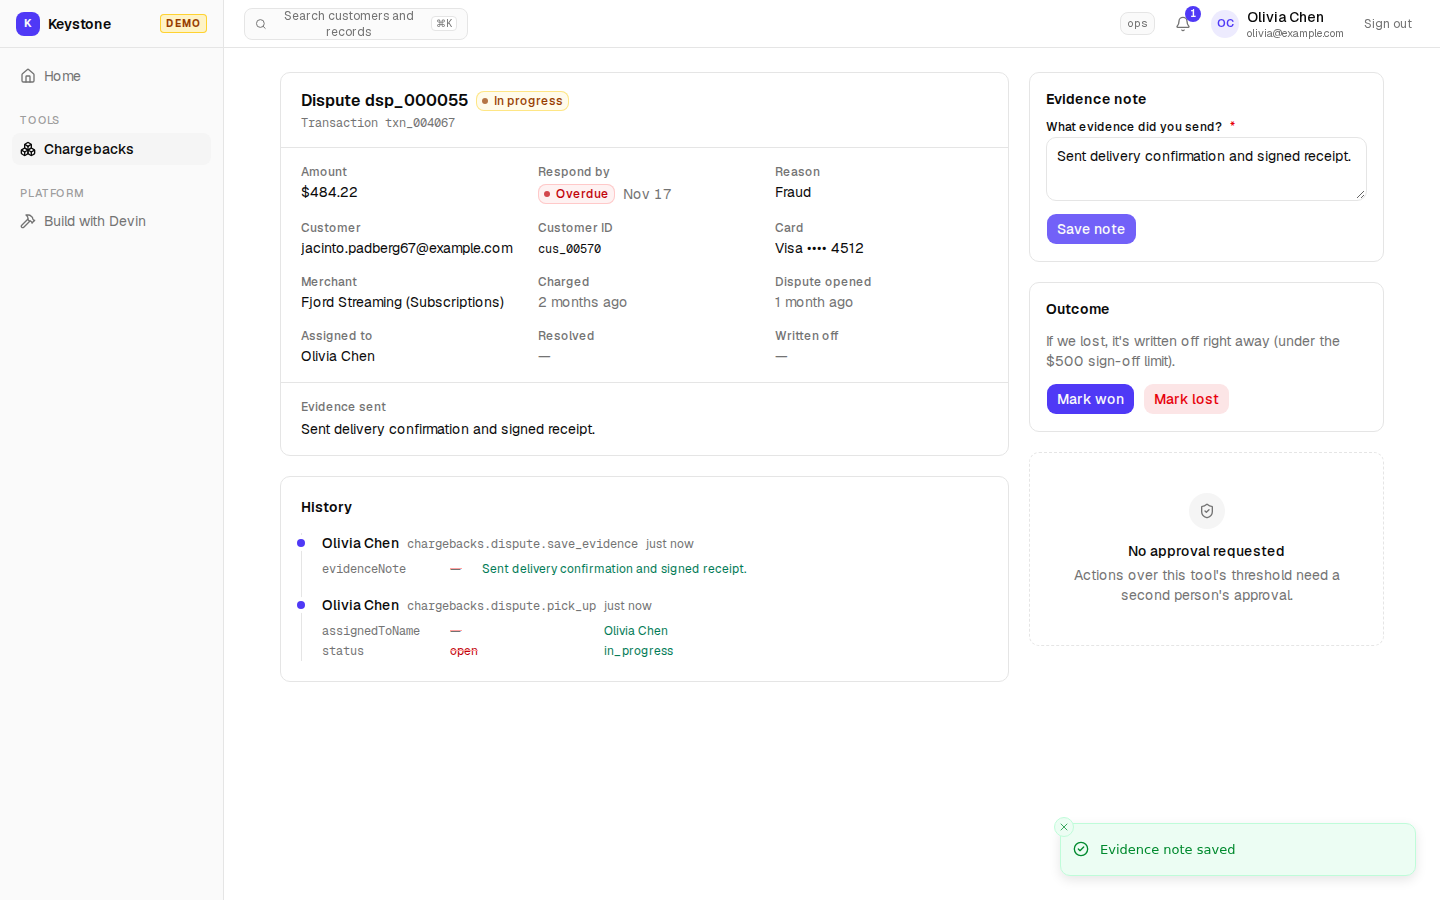 K Keystone DEMO
Search customers and records ⌘K
ops
1
OC Olivia Chen
olivia@example.com
Sign out
Home
TOOLS
Chargebacks
PLATFORM
Build with Devin
Dispute dsp_000055 In progress
Transaction txn_004067
Amount Respond by Reason
$484.22 Overdue Nov 17 Fraud
Customer Customer ID Card
jacinto.padberg67@example.com cus_00570 Visa •••• 4512
Merchant Charged Dispute opened
Fjord Streaming (Subscriptions) 2 months ago 1 month ago
Assigned to Resolved Written off
Olivia Chen — —
Evidence sent
Sent delivery confirmation and signed receipt.
History
Olivia Chen chargebacks.dispute.save_evidence just now
evidenceNote — Sent delivery confirmation and signed receipt.
Olivia Chen chargebacks.dispute.pick_up just now
assignedToName — Olivia Chen
status open in_progress
Evidence note
What evidence did you send? *
Sent delivery confirmation and signed receipt.
Save note
Outcome
If we lost, it's written off right away (under the
$500 sign-off limit).
Mark won Mark lost
No approval requested
Actions over this tool's threshold need a
second person's approval.
Evidence note saved